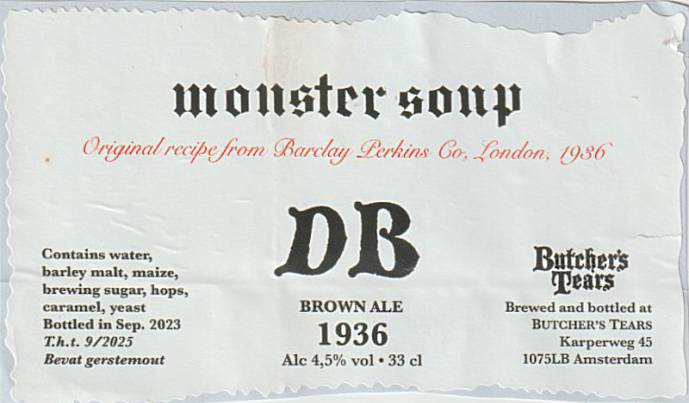 monster soup
Original recipe from Barclay Perkins Co, London, 1936
DB
BROWN ALE
1936
Alc 4,5% vol • 33 cl
Contains water,
barley malt, maize,
brewing sugar, hops,
caramel, yeast
Bottled in Sep. 2023
T.h.t. 9/2025
Bevat gerstemout
Butcher's
Tears
Brewed and bottled at
BUTCHER'S TEARS
Karperweg 45
1075LB Amsterdam